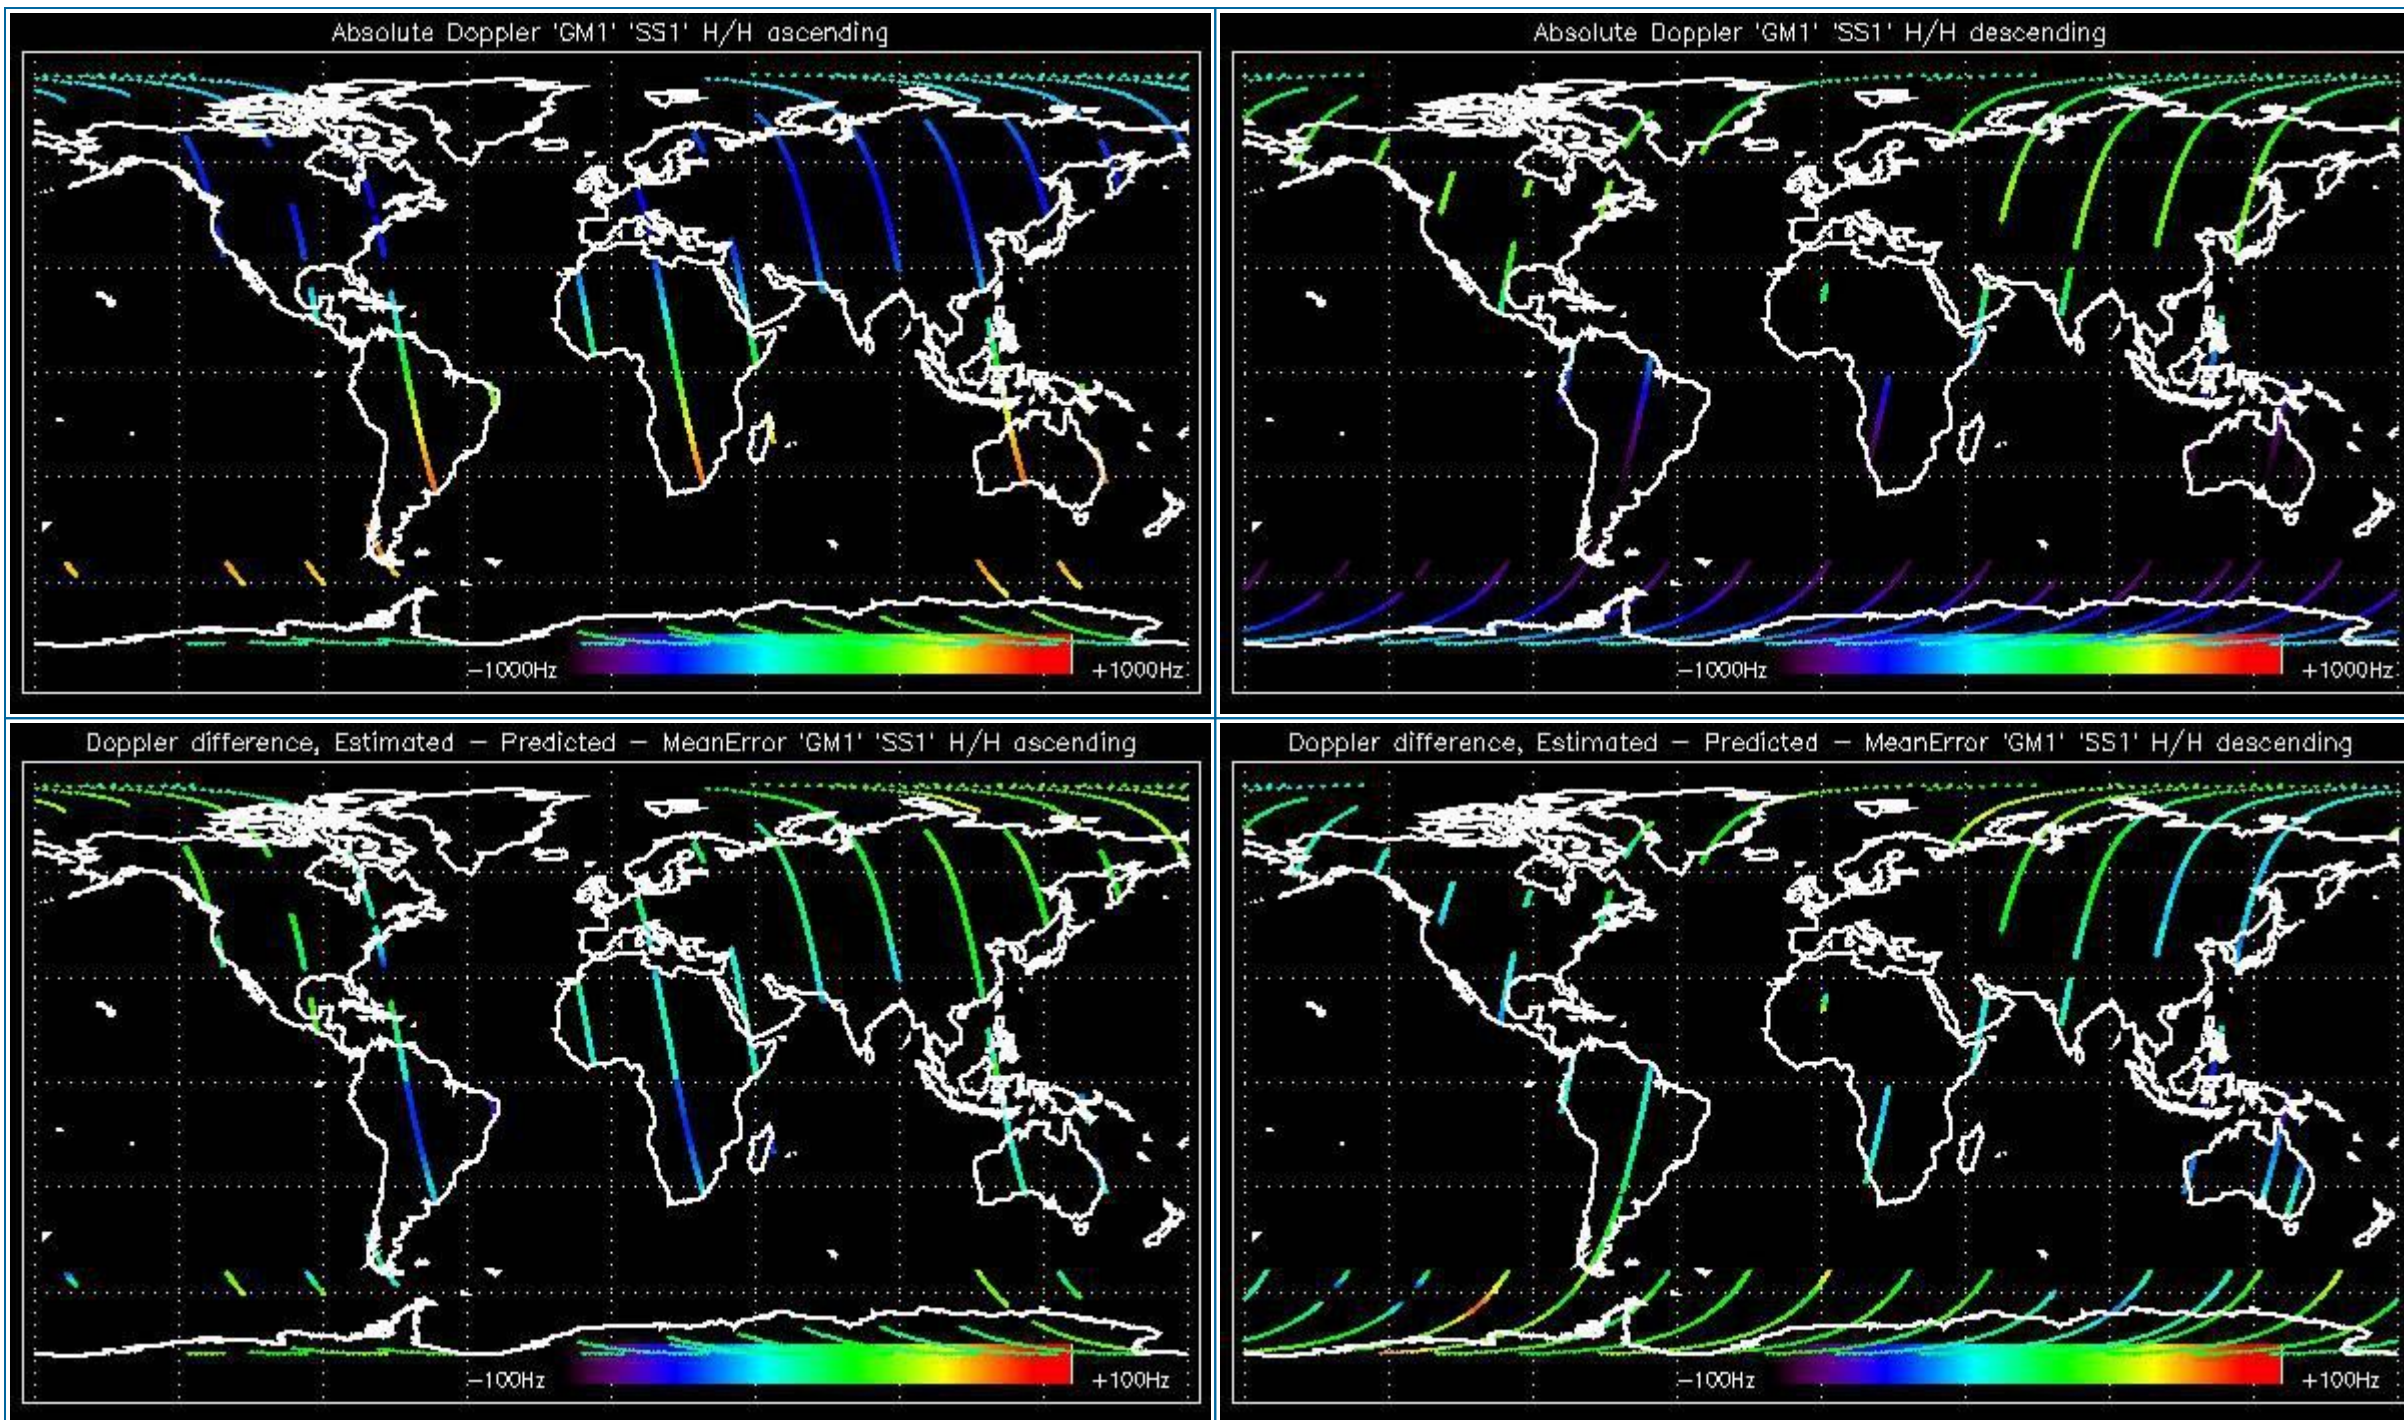 Absolute Doppler 'GM1' 'SS1' H/H ascending
−1000Hz +1000Hz
Absolute Doppler 'GM1' 'SS1' H/H descending
−1000Hz +1000Hz
Doppler difference, Estimated − Predicted − MeanError 'GM1' 'SS1' H/H ascending
−100Hz +100Hz
Doppler difference, Estimated − Predicted − MeanError 'GM1' 'SS1' H/H descending
−100Hz +100Hz